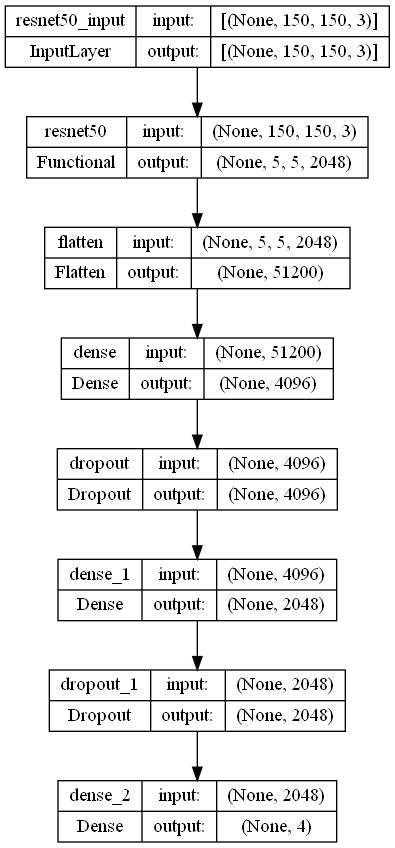 resnet50_input input: [(None, 150, 150, 3)]
InputLayer output: [(None, 150, 150, 3)]
resnet50 input: (None, 150, 150, 3)
Functional output: (None, 5, 5, 2048)
flatten input: (None, 5, 5, 2048)
Flatten output: (None, 51200)
dense input: (None, 51200)
Dense output: (None, 4096)
dropout input: (None, 4096)
Dropout output: (None, 4096)
dense_1 input: (None, 4096)
Dense output: (None, 2048)
dropout_1 input: (None, 2048)
Dropout output: (None, 2048)
dense_2 input: (None, 2048)
Dense output: (None, 4)